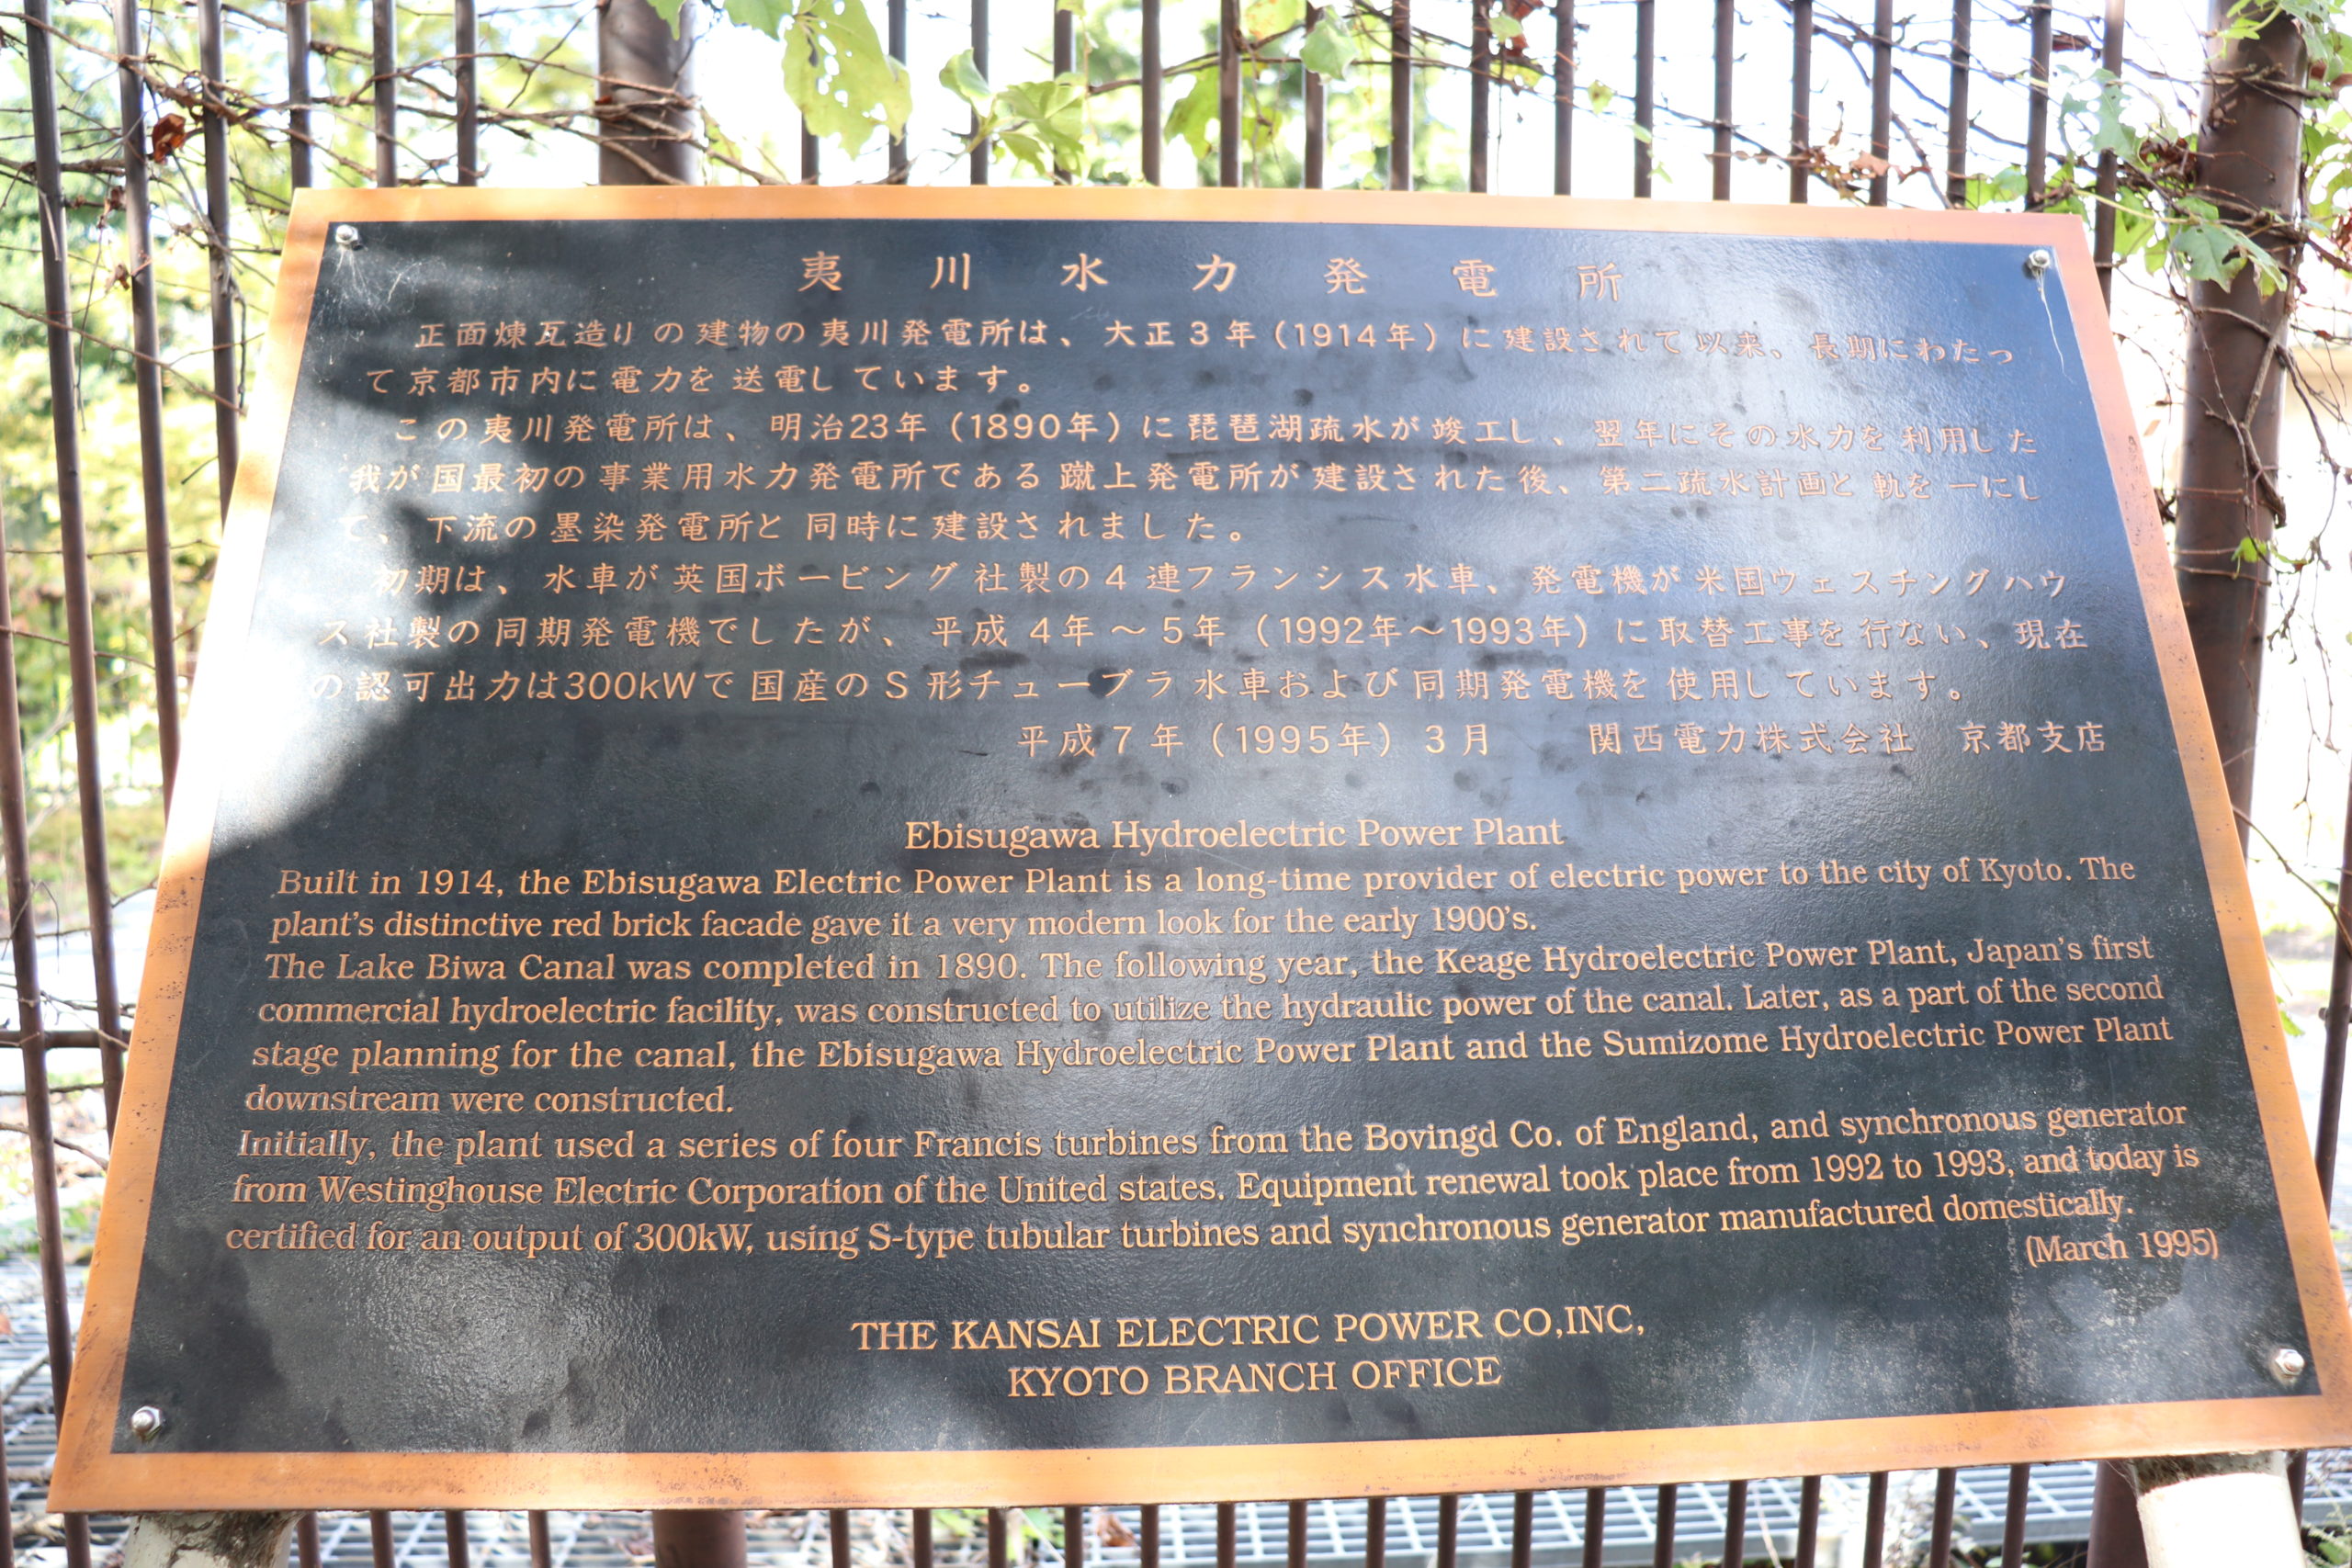 夷川水力発電所
正面煉瓦造りの建物の夷川発電所は、大正3年(1914年)に建設されて以来、長期にわたっ
て京都市内に電力を送電しています。
この夷川発電所は、明治23年(1890年)に琵琶湖疏水が竣工し、翌年にその水力を利用した
我が国最初の事業用水力発電所である蹴上発電所が建設された後、第二疏水計画と軌を一にし
て、下流の墨染発電所と同時に建設されました。
初期は、水車が英国ボービング社製の4連フランシス水車、発電機が米国ウェスチングハウ
ス社製の同期発電機でしたが、平成4年～5年(1992年～1993年)に取替工事を行ない、現在
の認可出力は300kWで国産のS形チューブラ水車および同期発電機を使用しています。
平成7年(1995年)3月 関西電力株式会社 京都支店
Ebisugawa Hydroelectric Power Plant
Built in 1914, the Ebisugawa Electric Power Plant is a long-time provider of electric power to the city of Kyoto. The
plant's distinctive red brick facade gave it a very modern look for the early 1900's.
The Lake Biwa Canal was completed in 1890. The following year, the Keage Hydroelectric Power Plant, Japan's first
commercial hydroelectric facility, was constructed to utilize the hydraulic power of the canal. Later, as a part of the second
stage planning for the canal, the Ebisugawa Hydroelectric Power Plant and the Sumizome Hydroelectric Power Plant
downstream were constructed.
Initially, the plant used a series of four Francis turbines from the Bovingd Co. of England, and synchronous generator
from Westinghouse Electric Corporation of the United states. Equipment renewal took place from 1992 to 1993, and today is
certified for an output of 300kW, using S-type tubular turbines and synchronous generator manufactured domestically.
(March 1995)
THE KANSAI ELECTRIC POWER CO,INC,
KYOTO BRANCH OFFICE